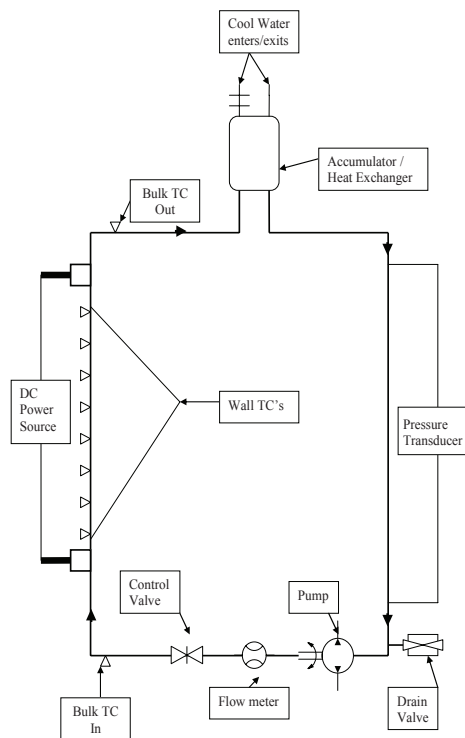 Cool Water
enters/exits
Accumulator /
Heat Exchanger
Bulk TC
Out
DC
Power
Source
Wall TC's
Pressure
Transducer
Control
Valve
Pump
Flow meter
Bulk TC
In
Drain
Valve